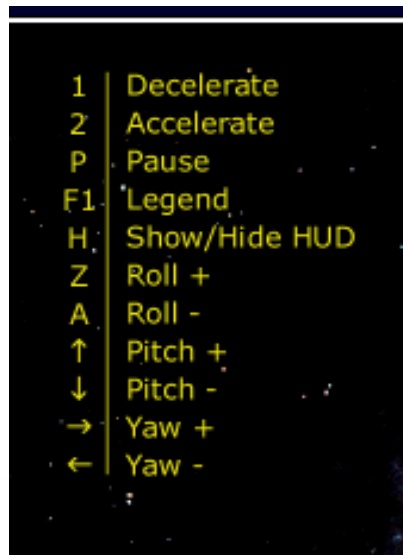 1 Decelerate
2 Accelerate
P Pause
F1 Legend
H Show/Hide HUD
Z Roll +
A Roll -
↑ Pitch +
↓ Pitch -
→ Yaw +
← Yaw -